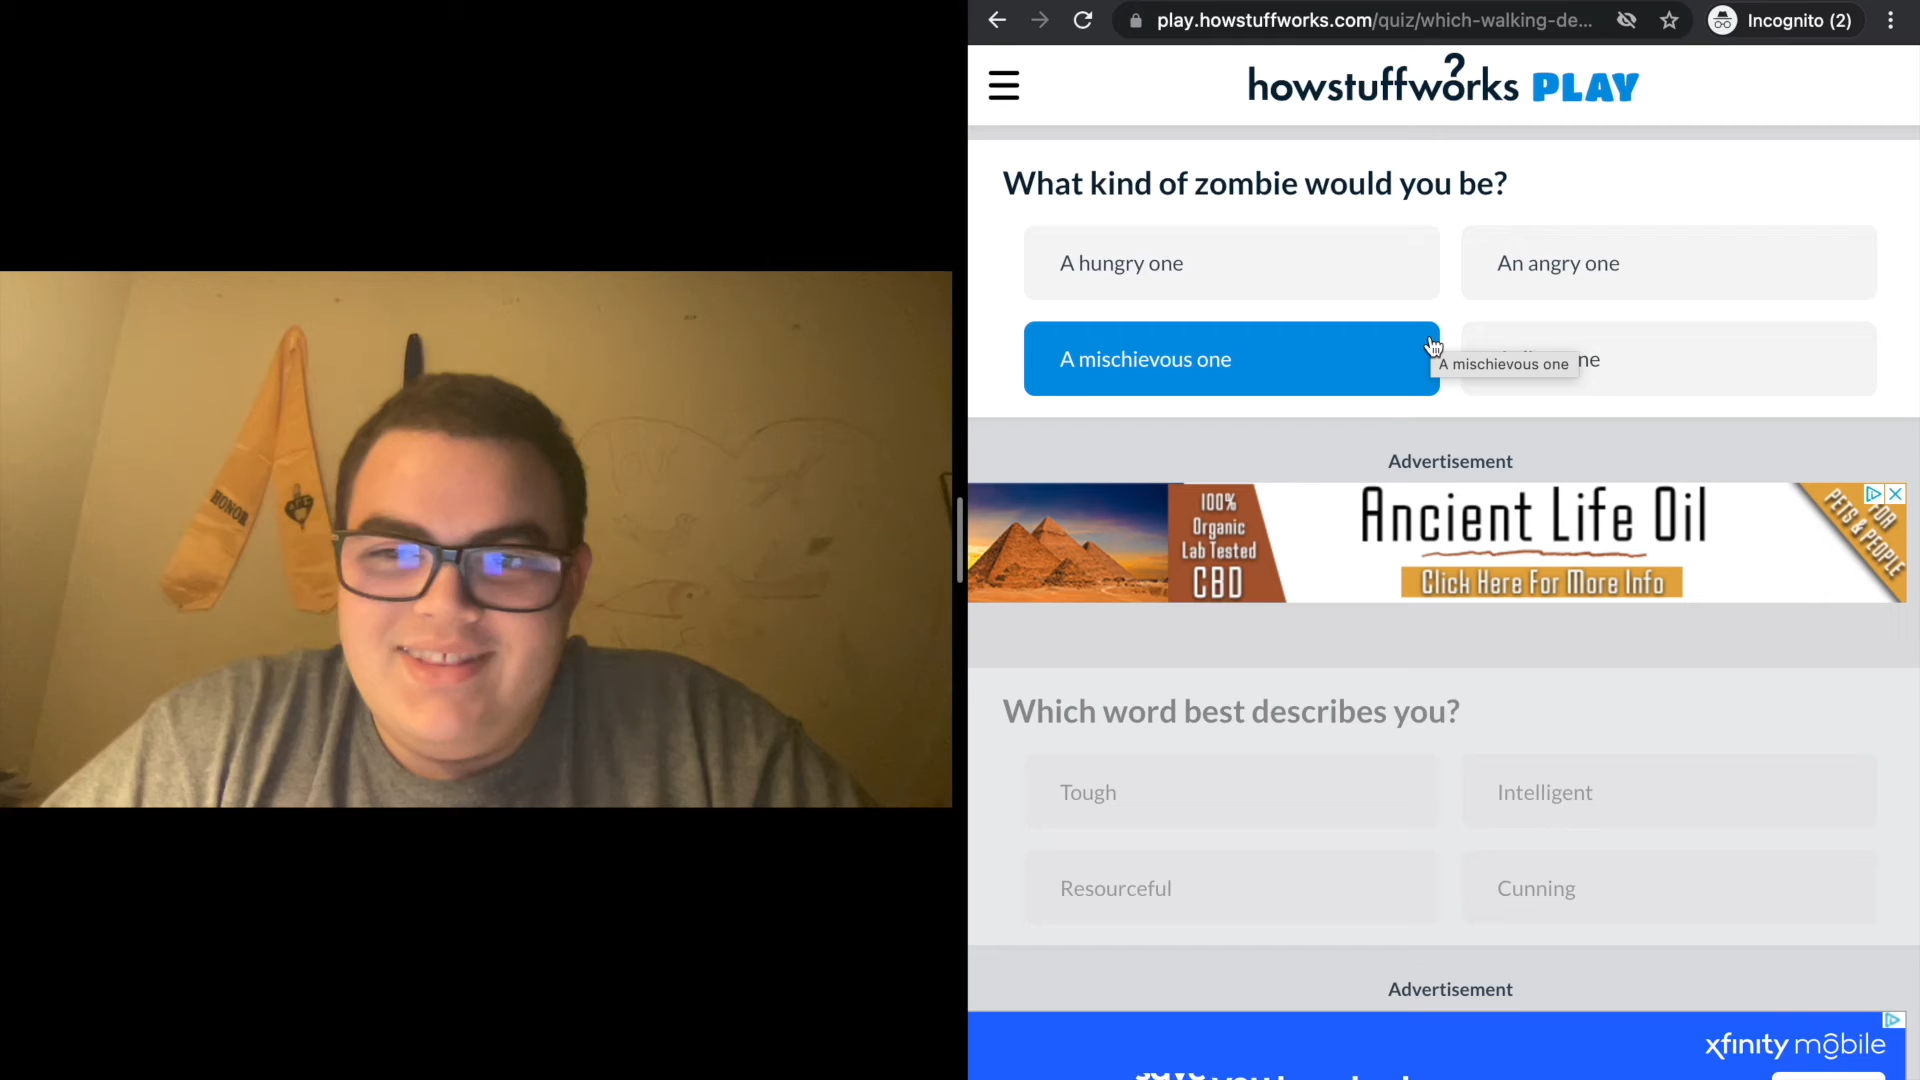 play.howstuffworks.com/quiz/which-walking-de...
Incognito (2)
howstuffworks PLAY
What kind of zombie would you be?
A hungry one
An angry one
A mischievous one
ne
A mischievous one
Advertisement
100%
Organic
Lab Tested
CBD
Ancient Life Oil
Click Here For More Info
FOR
PETS & PEOPLE
HONOR
Which word best describes you?
Tough
Intelligent
Resourceful
Cunning
Advertisement
xfinity mobile